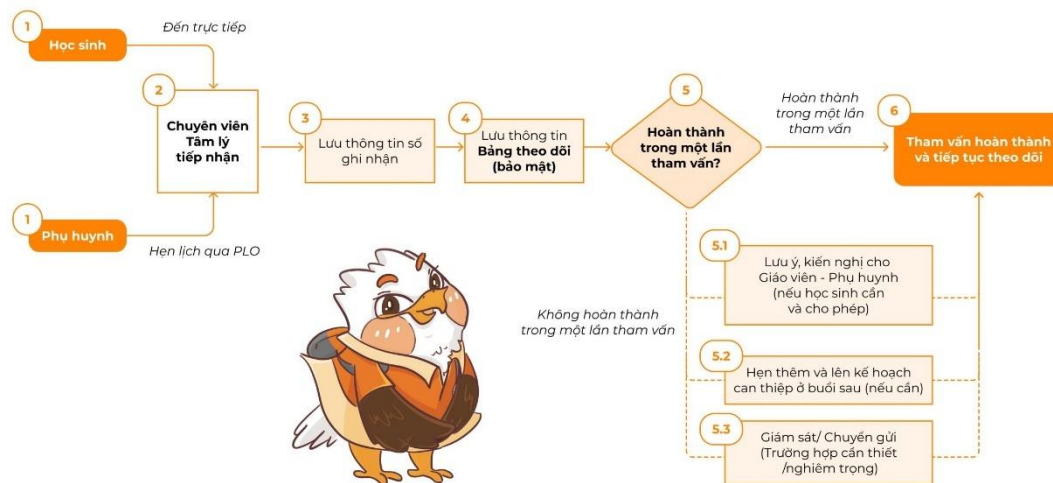 1
Học sinh
Đến trực tiếp
2
Chuyên viên
Tâm lý
tiếp nhận
1
Phụ huynh
Hẹn lịch qua PLO
3
Lưu thông tin sổ
ghi nhận
4
Lưu thông tin
Bảng theo dõi
(bảo mật)
5
Hoàn thành
trong một lần
tham vấn?
Hoàn thành
trong một lần
tham vấn
6
Tham vấn hoàn thành
và tiếp tục theo dõi
Không hoàn thành
trong một lần tham vấn
5.1
Lưu ý, kiến nghị cho
Giáo viên - Phụ huynh
(nếu học sinh cần
và cho phép)
5.2
Hẹn thêm và lên kế hoạch
can thiệp ở buổi sau (nếu cần)
5.3
Giám sát/ Chuyển gửi
(Trường hợp cần thiết
/nghiêm trọng)